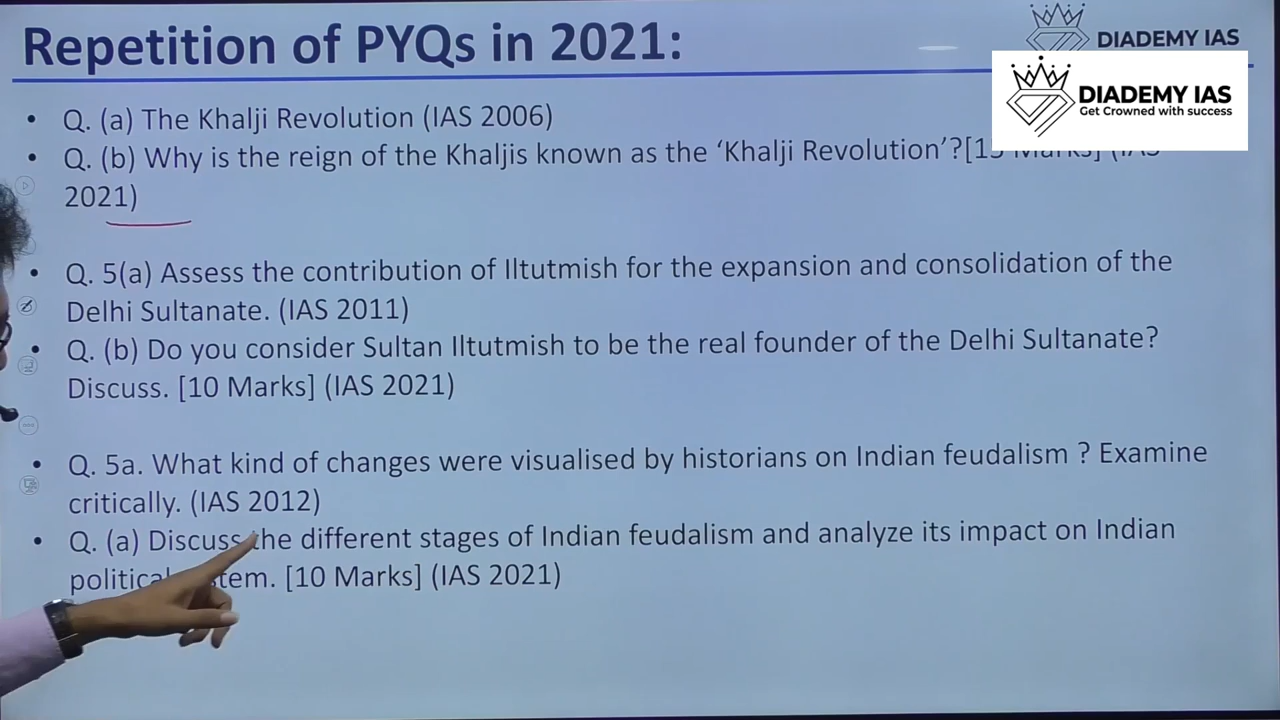 Repetition of PYQs in 2021:
DIADEMY IAS
DIADEMY IAS
Get Crowned with success
• Q. (a) The Khalji Revolution (IAS 2006)
• Q. (b) Why is the reign of the Khaljis known as the ‘Khalji Revolution’?[15 Marks] (IAS
2021)
• Q. 5(a) Assess the contribution of Iltutmish for the expansion and consolidation of the
Delhi Sultanate. (IAS 2011)
• Q. (b) Do you consider Sultan Iltutmish to be the real founder of the Delhi Sultanate?
Discuss. [10 Marks] (IAS 2021)
• Q. 5a. What kind of changes were visualised by historians on Indian feudalism ? Examine
critically. (IAS 2012)
• Q. (a) Discuss the different stages of Indian feudalism and analyze its impact on Indian
political system. [10 Marks] (IAS 2021)